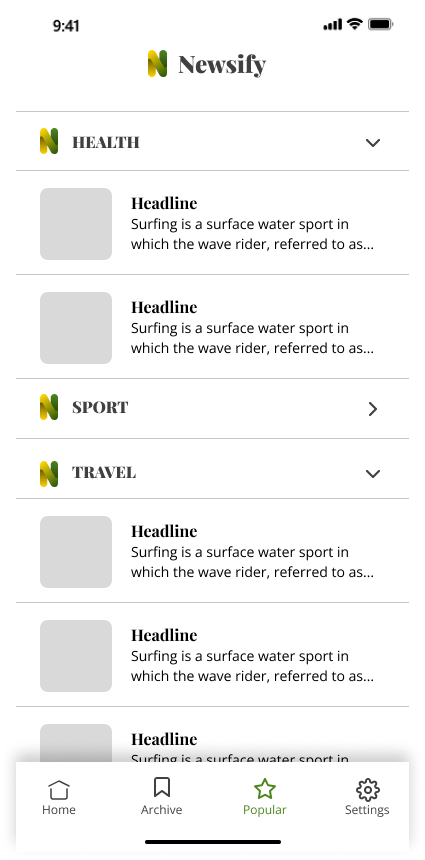 9:41
Newsify
HEALTH
Headline
Surfing is a surface water sport in
which the wave rider, referred to as...
Headline
Surfing is a surface water sport in
which the wave rider, referred to as...
SPORT
TRAVEL
Headline
Surfing is a surface water sport in
which the wave rider, referred to as...
Headline
Surfing is a surface water sport in
which the wave rider, referred to as...
Headline
Surfing is a surface water sport in
Home
Archive
Popular
Settings